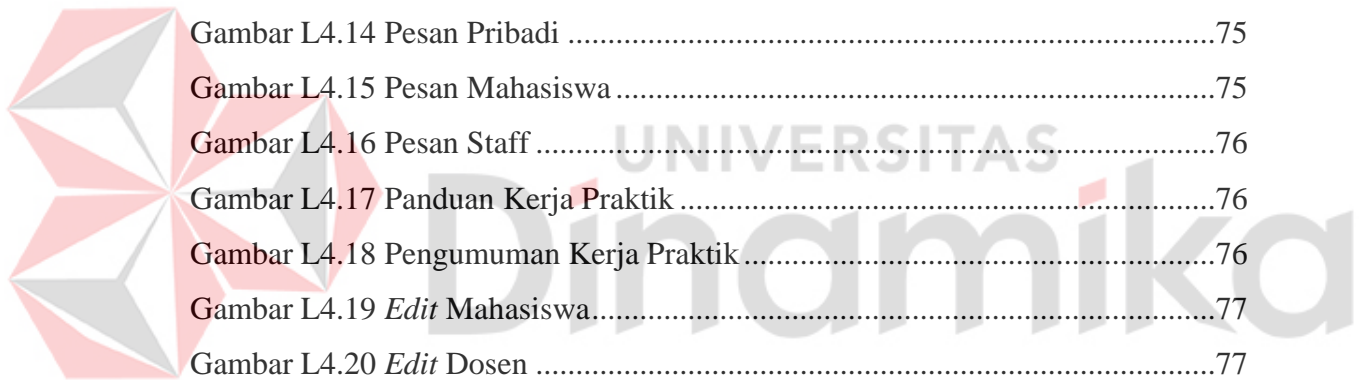 Gambar L4.14 Pesan Pribadi ....................................................................................75
Gambar L4.15 Pesan Mahasiswa ..............................................................................75
Gambar L4.16 Pesan Staff ........................................................................................76
Gambar L4.17 Panduan Kerja Praktik .....................................................................76
Gambar L4.18 Pengumuman Kerja Praktik .............................................................76
Gambar L4.19 Edit Mahasiswa.................................................................................77
Gambar L4.20 Edit Dosen ........................................................................................77
UNIVERSITAS
Dinamika